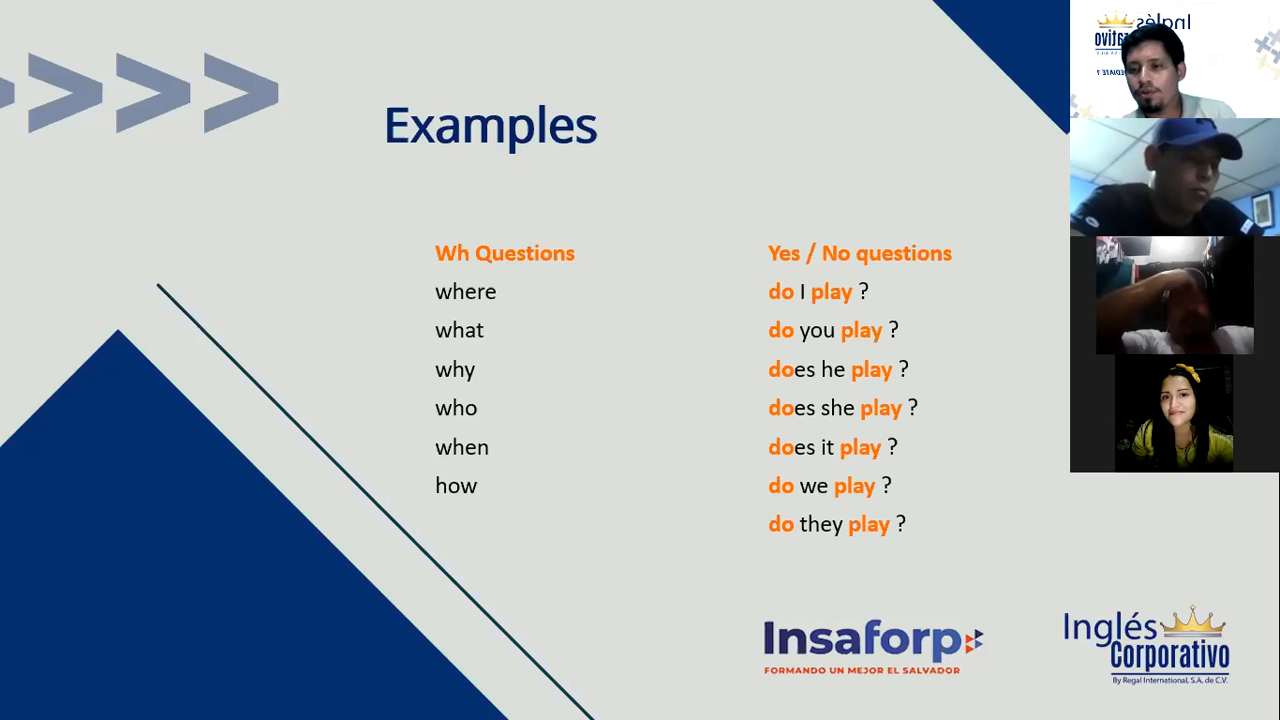 Examples
Wh Questions
where
what
why
who
when
how
Yes / No questions
do I play ?
do you play ?
does he play ?
does she play ?
does it play ?
do we play ?
do they play ?
Insaforp
FORMANDO UN MEJOR EL SALVADOR
Inglés
Corporativo
By Regal International, S.A. de C.V.
Inglés